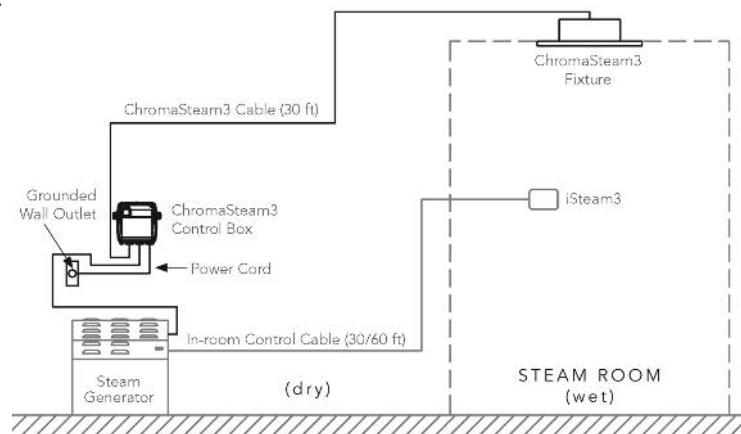 ChromaSteam3
Fixture
ChromaSteam3 Cable (30 ft)
Grounded
Wall Outlet
ChromaSteam3
Control Box
iSteam3
Power Cord
In-room Control Cable (30/60 ft)
Steam
Generator
(dry)
STEAM ROOM
(wet)